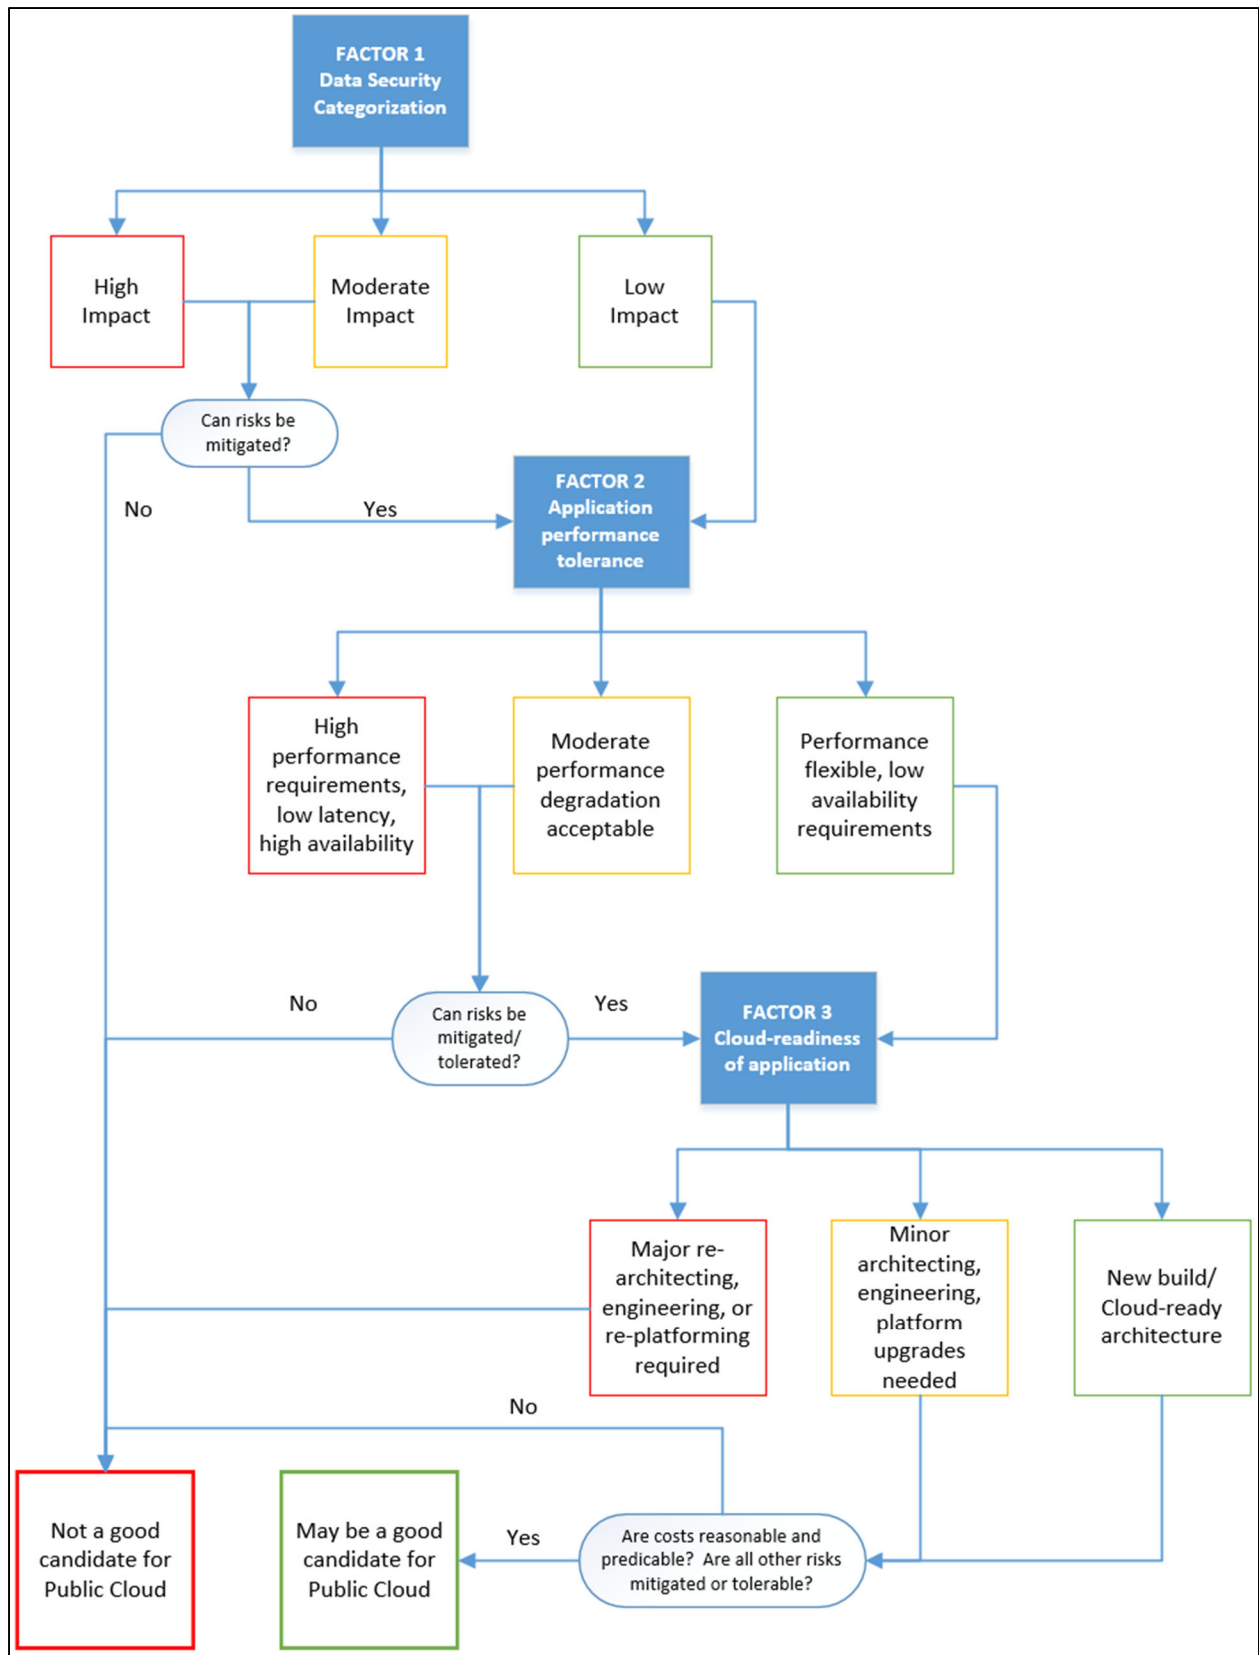 FACTOR 1
Data Security
Categorization
High
Impact
Moderate
Impact
Low
Impact
Can risks be
mitigated?
No
Yes
FACTOR 2
Application
performance
tolerance
High
performance
requirements,
low latency,
high availability
Moderate
performance
degradation
acceptable
Performance
flexible, low
availability
requirements
No
Can risks be
mitigated/
tolerated?
Yes
FACTOR 3
Cloud-readiness
of application
Major re-
architecting,
engineering, or
re-platforming
required
Minor
architecting,
engineering,
platform
upgrades
needed
New build/
Cloud-ready
architecture
No
Not a good
candidate for
Public Cloud
May be a good
candidate for
Public Cloud
Yes
Are costs reasonable and
predicable? Are all other risks
mitigated or tolerable?